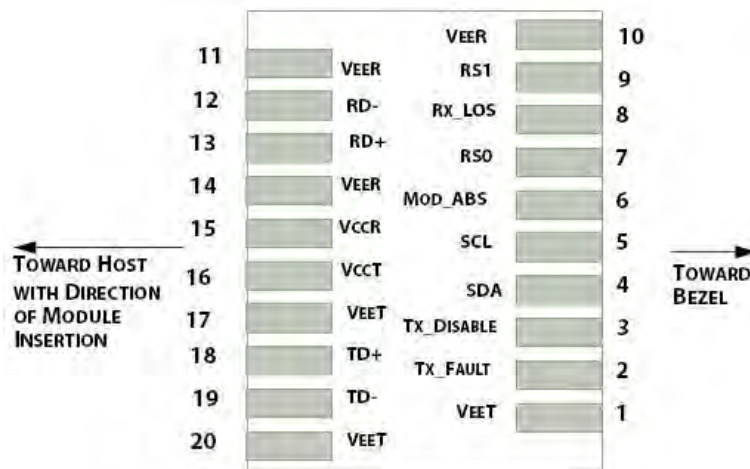 11 VEER
12 RD-
13 RD+
14 VEER
15 VCCR
16 VCCT
17 VEET
18 TD+
19 TD-
20 VEET
VEER 10
RS1 9
RX_LOS 8
RS0 7
MOD_ABS 6
SCL 5
SDA 4
TX_DISABLE 3
TX_FAULT 2
VEET 1
TOWARD HOST
WITH DIRECTION
OF MODULE
INSERTION
TOWARD
BEZEL